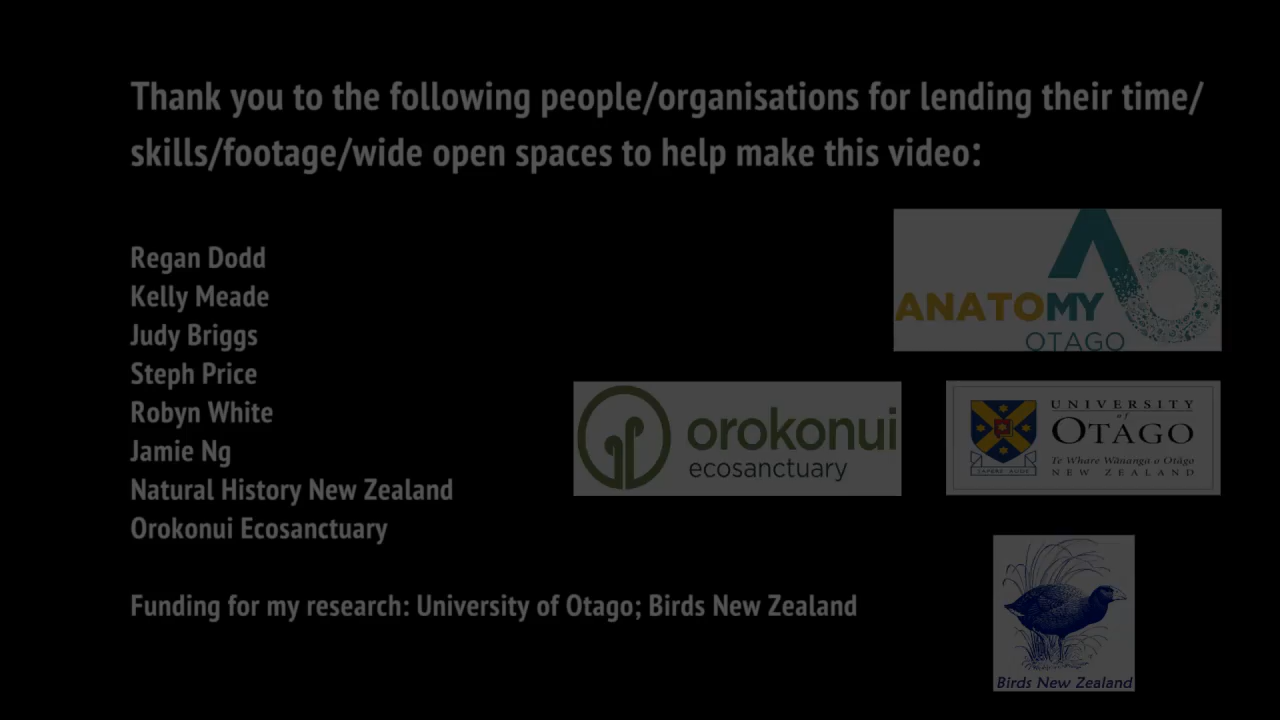 Thank you to the following people/organisations for lending their time/
skills/footage/wide open spaces to help make this video:
Regan Dodd
Kelly Meade
Judy Briggs
Steph Price
Robyn White
Jamie Ng
Natural History New Zealand
Orokonui Ecosanctuary
Funding for my research: University of Otago; Birds New Zealand
ANATOMY
OTAGO
orokonui
ecosanctuary
UNIVERSITY
of
OTAGO
Te Whare Wānanga o Otāgo
NEW ZEALAND
SAPERE AUDE
Birds New Zealand